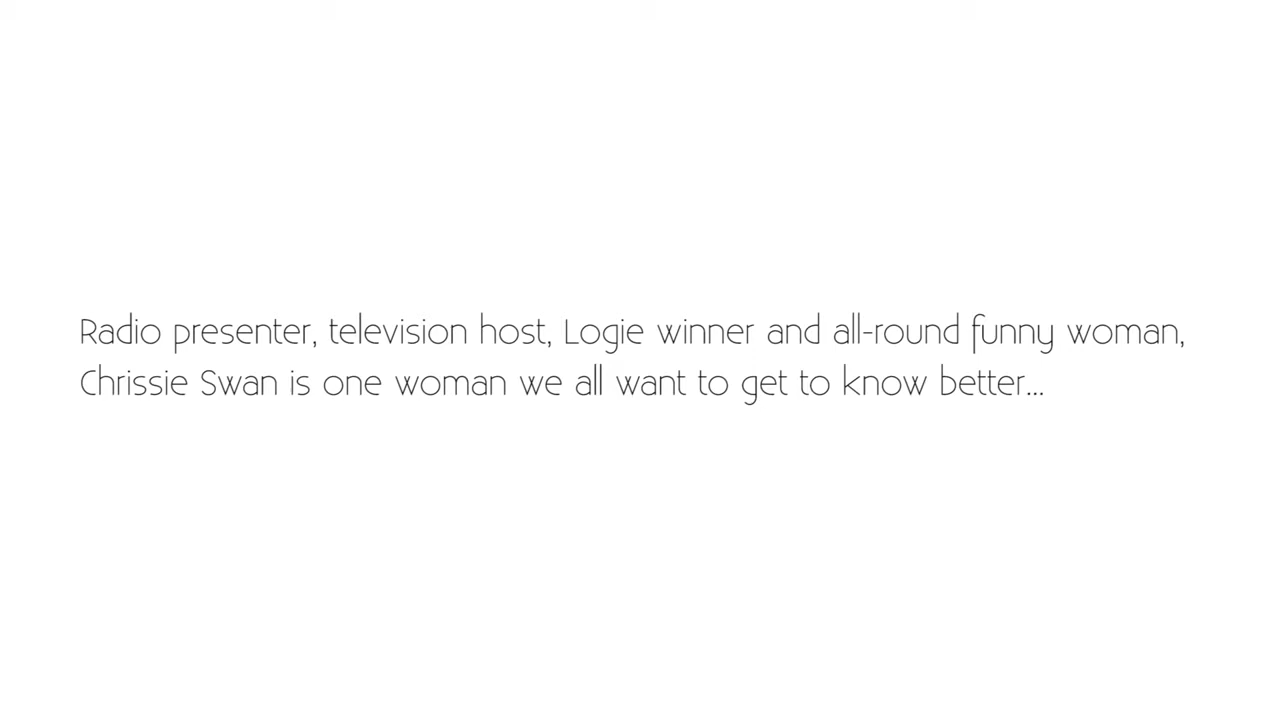 Radio presenter, television host, Logie winner and all-round funny woman,
Chrissie Swan is one woman we all want to get to know better...